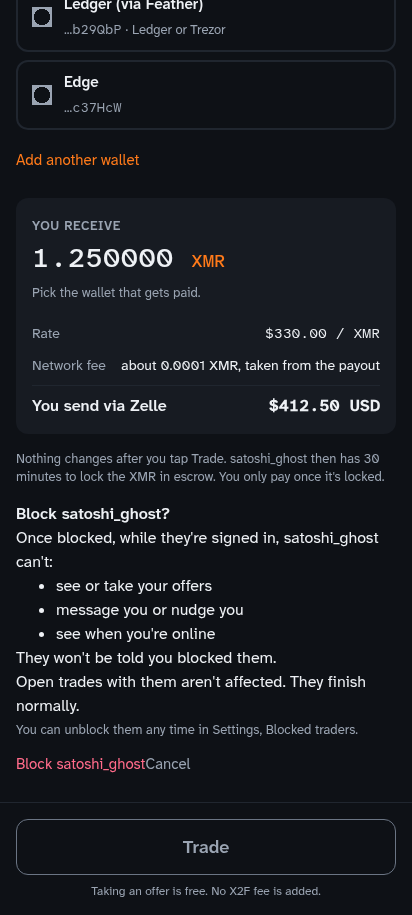 Ledger (via Feather)
…b29QbP · Ledger or Trezor
Edge
…c37HcW
Add another wallet
YOU RECEIVE
1.250000 XMR
Pick the wallet that gets paid.
Rate $330.00 / XMR
Network fee about 0.0001 XMR, taken from the payout
You send via Zelle $412.50 USD
Nothing changes after you tap Trade. satoshi_ghost then has 30
minutes to lock the XMR in escrow. You only pay once it's locked.
Block satoshi_ghost?
Once blocked, while they're signed in, satoshi_ghost
can't:
• see or take your offers
• message you or nudge you
• see when you're online
They won't be told you blocked them.
Open trades with them aren't affected. They finish
normally.
You can unblock them any time in Settings, Blocked traders.
Block satoshi_ghostCancel
Trade
Taking an offer is free. No X2F fee is added.